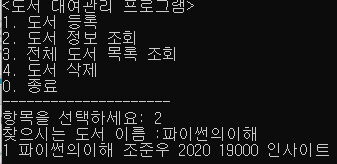 <도서 대여관리 프로그램>
1. 도서 등록
2. 도서 정보 조회
3. 전체 도서 목록 조회
4. 도서 삭제
0. 종료
---------------------
항목을 선택하세요: 2
찾으시는 도서 이름 :파이썬의이해
1 파이썬의이해 조준우 2020 19000 인사이트